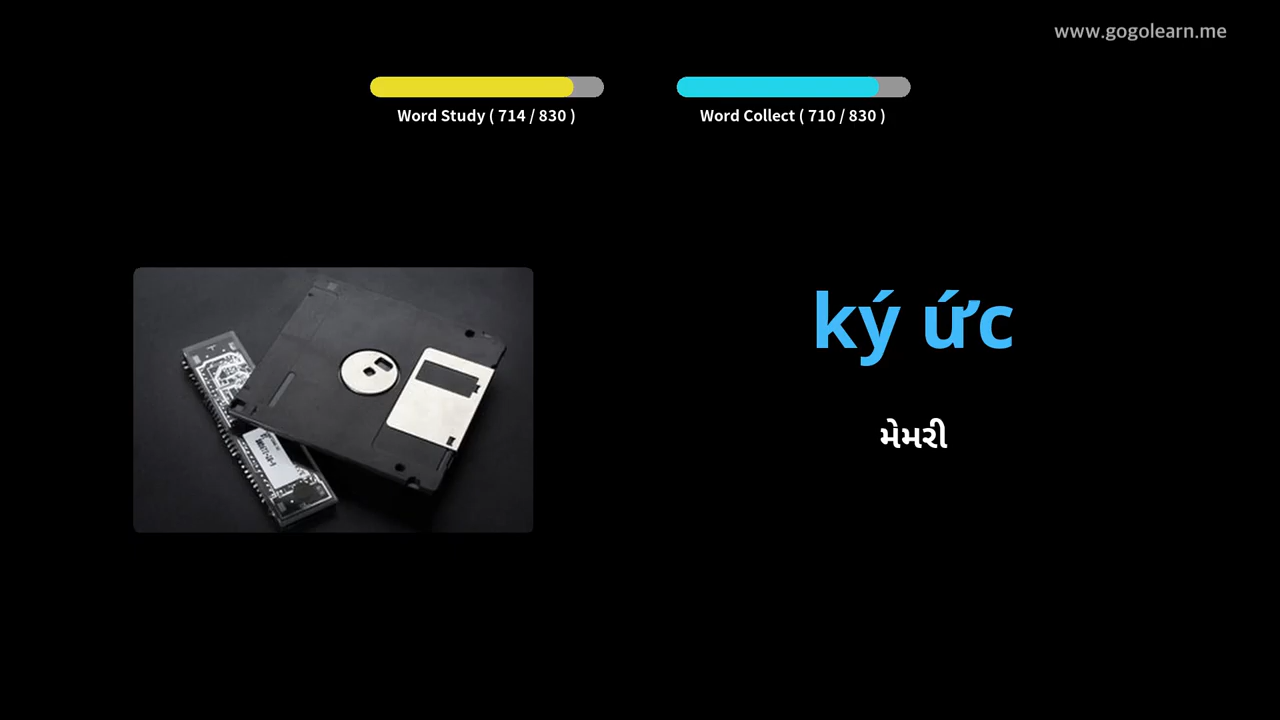 www.gogolearn.me
Word Study ( 714 / 830 )
Word Collect ( 710 / 830 )
ký ức
મેમરી